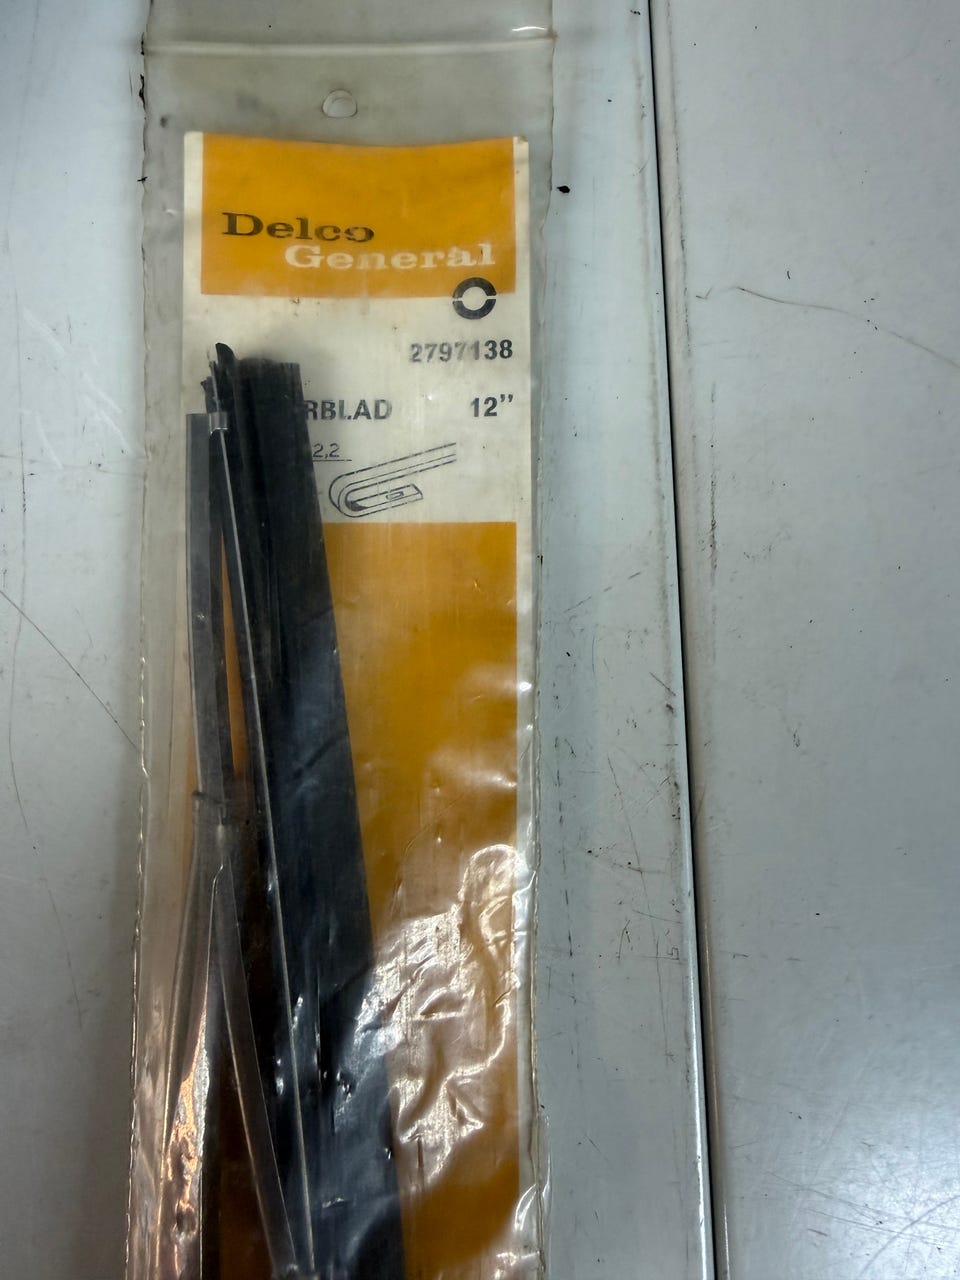 Delco
General
2797138
RBLAD 12”
2,2